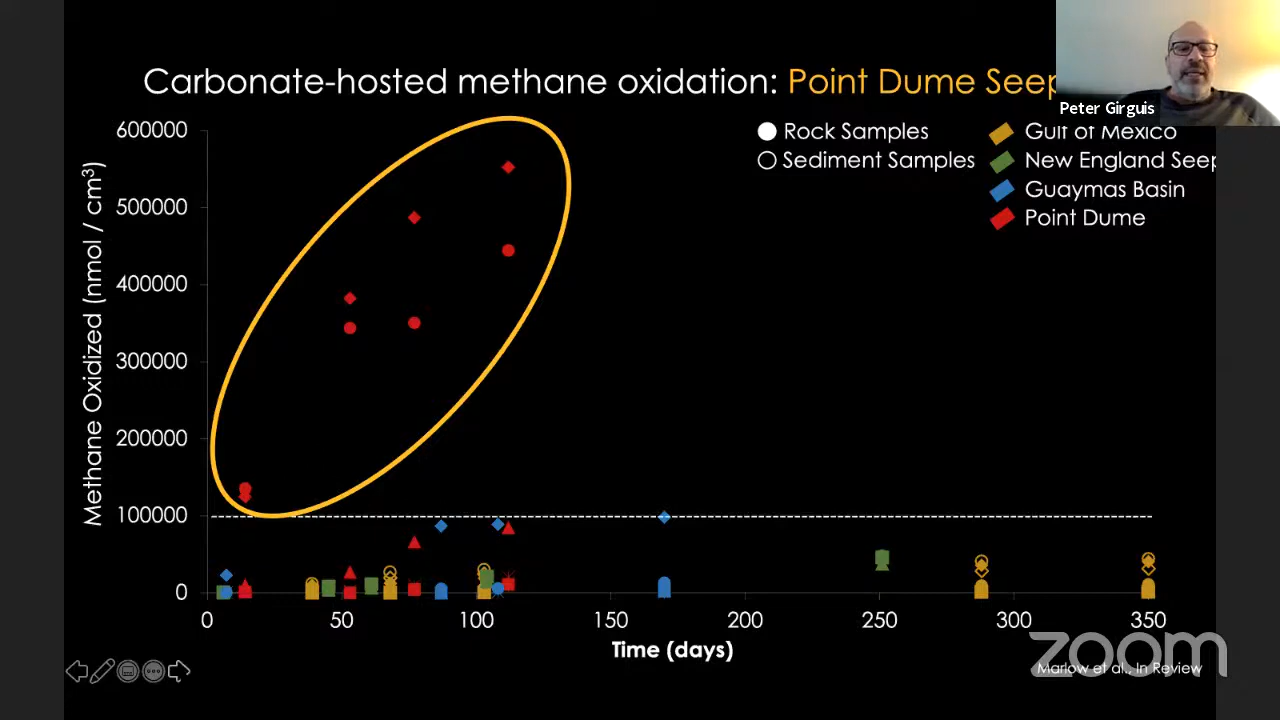 Carbonate-hosted methane oxidation: Point Dume Seep
Peter Girguis
Rock Samples
Sediment Samples
Gulf of Mexico
New England Seep
Guaymas Basin
Point Dume
Methane Oxidized (nmol / cm³)
600000
500000
400000
300000
200000
100000
0
0 50 100 150 200 250 300 350
Time (days)
zoom
Marlow et al., In Review